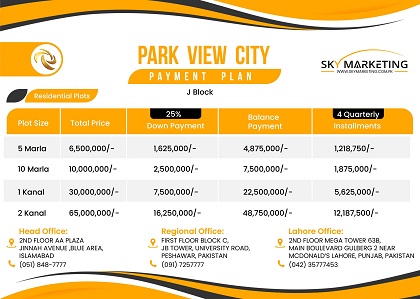 PARK VIEW CITY
PAYMENT PLAN
J Block
SKY MARKETING
WWW.SKYMARKETING.COM.PK
Residential Plots
Plot Size Total Price 25% Down Payment Balance Payment 4 Quarterly Installments
5 Marla 6,500,000/- 1,625,000/- 4,875,000/- 1,218,750/-
10 Marla 10,000,000/- 2,500,000/- 7,500,000/- 1,875,000/-
1 Kanal 30,000,000/- 7,500,000/- 22,500,000/- 5,625,000/-
2 Kanal 65,000,000/- 16,250,000/- 48,750,000/- 12,187,500/-
Head Office:
2ND FLOOR AA PLAZA
JINNAH AVENUE ,BLUE AREA,
ISLAMABAD
(051) 848-7777
Regional Office:
FIRST FLOOR BLOCK C,
JB TOWER, UNIVERSITY ROAD,
PESHAWAR, PAKISTAN
(091) 7257777
Lahore Office:
2ND FLOOR MEGA TOWER 63B,
MAIN BOULEVARD GULBERG 2 NEAR
MCDONALD'S LAHORE, PUNJAB, PAKISTAN
(042) 35777453